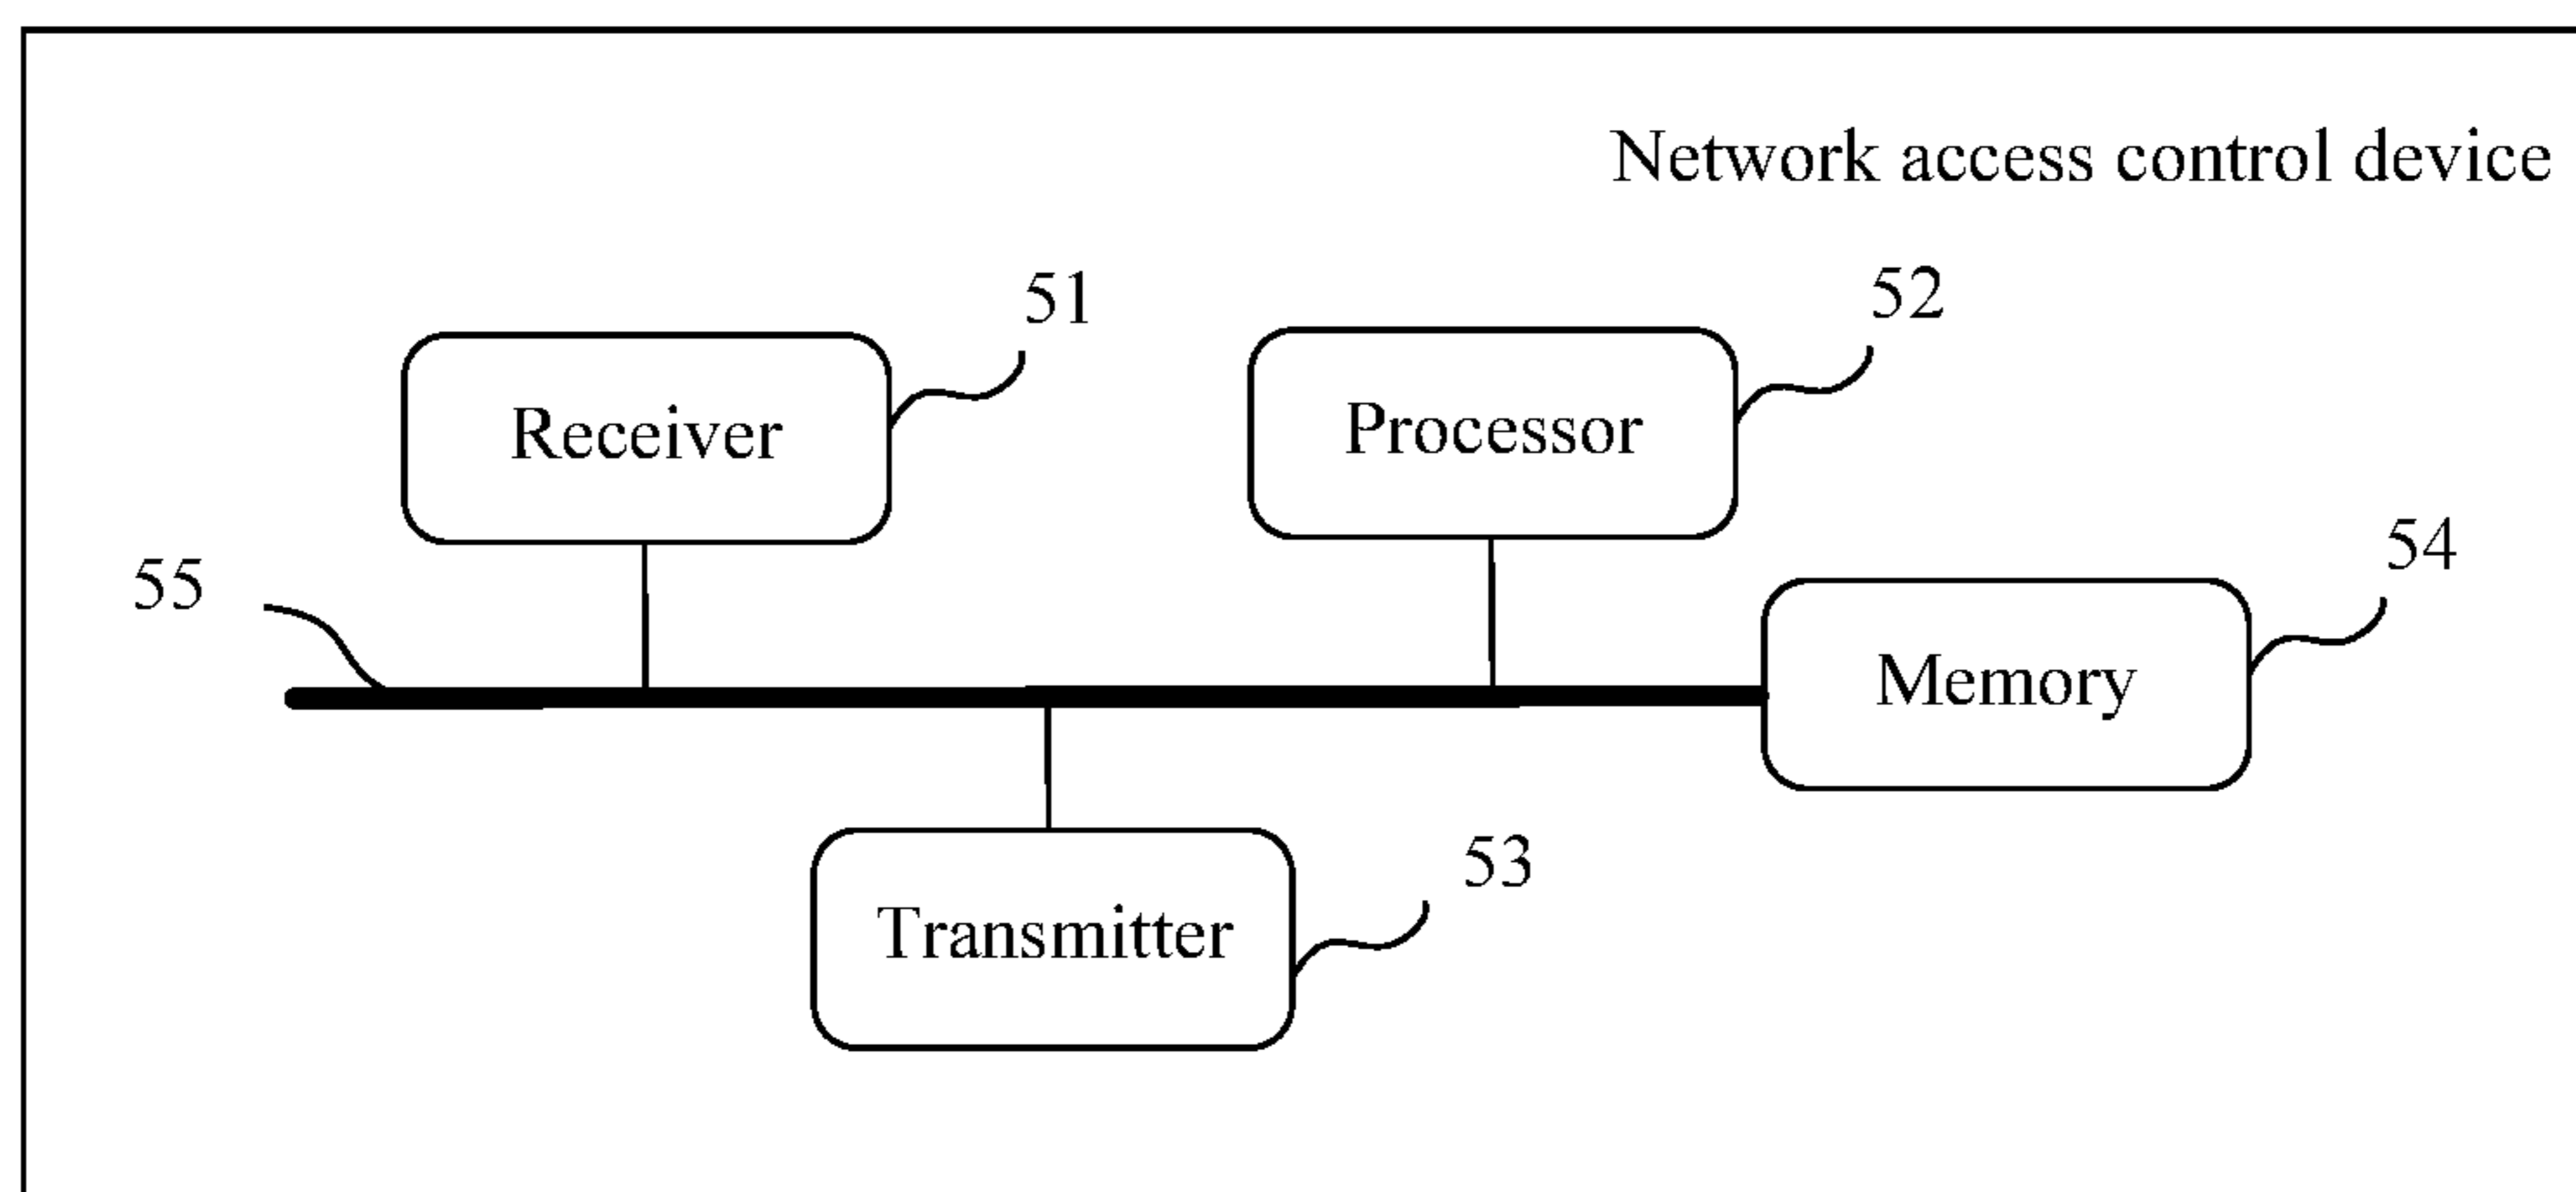 Network access control device
51
52
Receiver
Processor
54
55
Memory
53
Transmitter